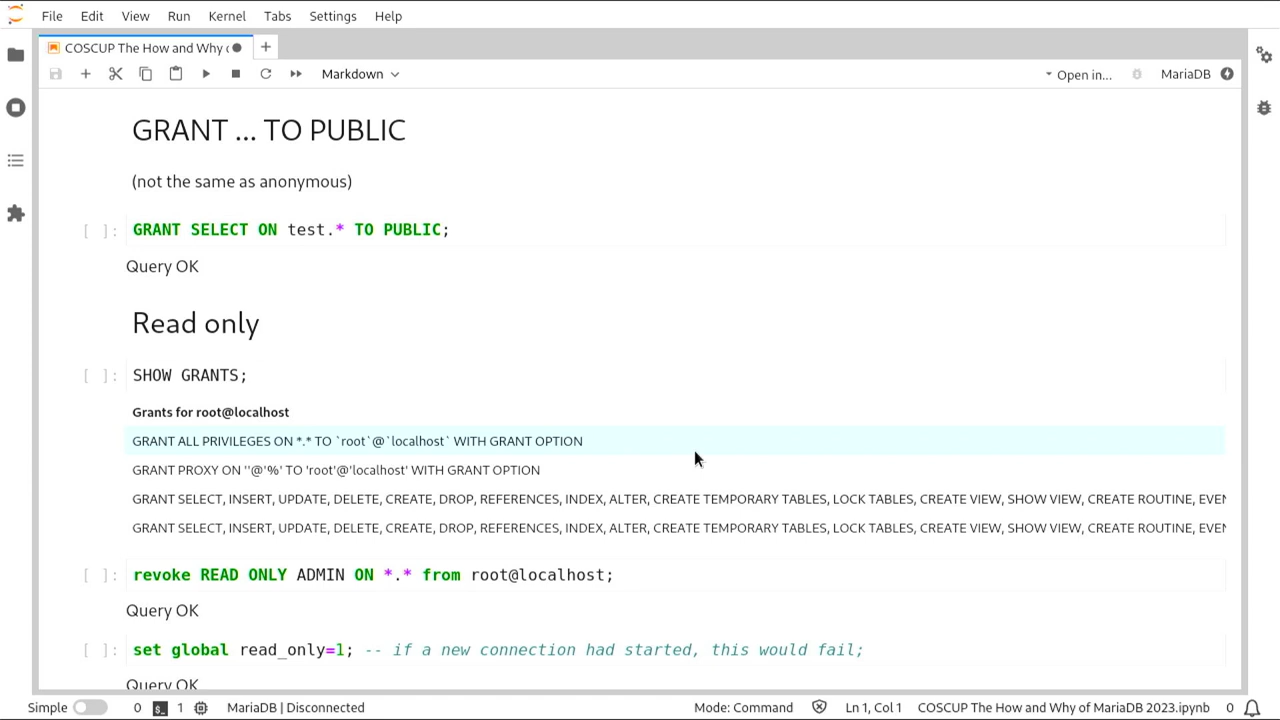 File Edit View Run Kernel Tabs Settings Help
COSCUP The How and Why
Markdown Open in... MariaDB
GRANT ... TO PUBLIC
(not the same as anonymous)
[ ]: GRANT SELECT ON test.* TO PUBLIC;
Query OK
Read only
[ ]: SHOW GRANTS;
Grants for root@localhost
GRANT ALL PRIVILEGES ON *.* TO `root`@`localhost` WITH GRANT OPTION
GRANT PROXY ON ''@'%' TO 'root'@'localhost' WITH GRANT OPTION
GRANT SELECT, INSERT, UPDATE, DELETE, CREATE, DROP, REFERENCES, INDEX, ALTER, CREATE TEMPORARY TABLES, LOCK TABLES, CREATE VIEW, SHOW VIEW, CREATE ROUTINE, EVEN
GRANT SELECT, INSERT, UPDATE, DELETE, CREATE, DROP, REFERENCES, INDEX, ALTER, CREATE TEMPORARY TABLES, LOCK TABLES, CREATE VIEW, SHOW VIEW, CREATE ROUTINE, EVEN
[ ]: revoke READ ONLY ADMIN ON *.* from root@localhost;
Query OK
[ ]: set global read_only=1; -- if a new connection had started, this would fail;
Query OK
Simple 0 $_ 1 MariaDB | Disconnected Mode: Command Ln 1, Col 1 COSCUP The How and Why of MariaDB 2023.ipynb 0